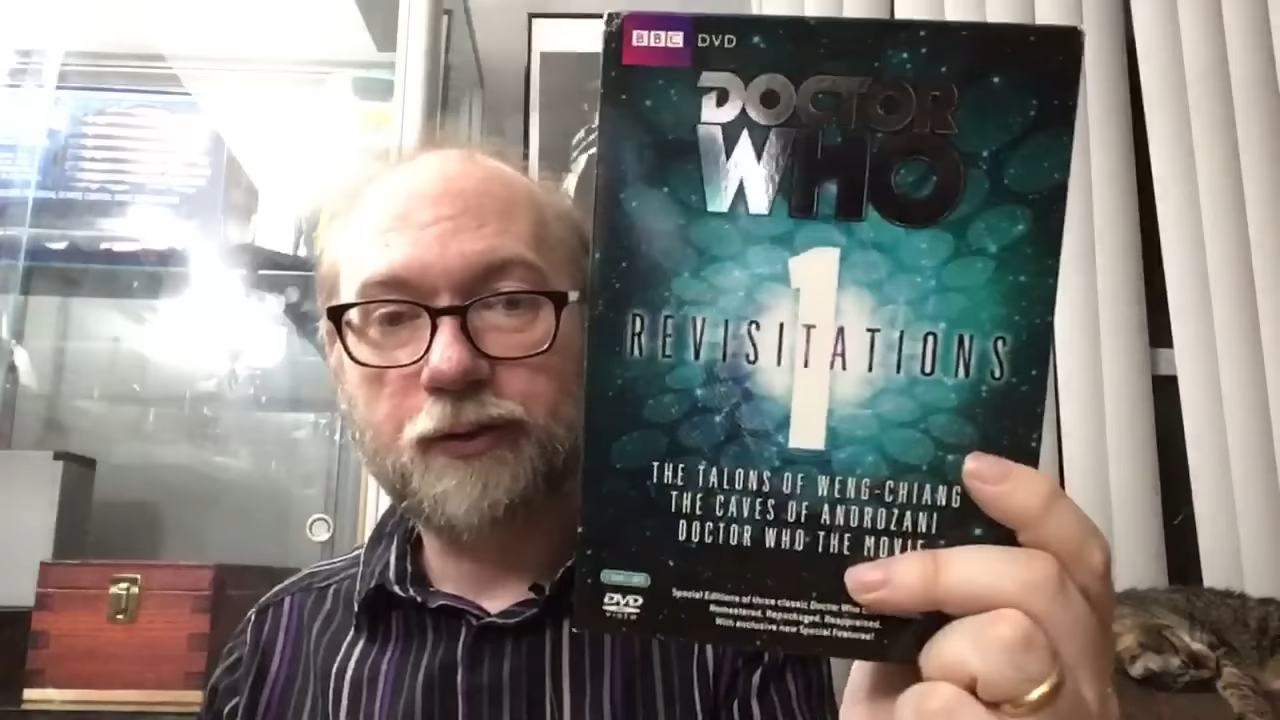 BBC DVD
DOCTOR
WHO
1
REVISITATIONS
THE TALONS OF WENG-CHIANG
THE CAVES OF ANDROZANI
DOCTOR WHO THE MOVIE
DVD
VIDEO
Special Editions of three classic Doctor Who
Remastered. Repackaged. Reappraised.
With exclusive new Special Features!